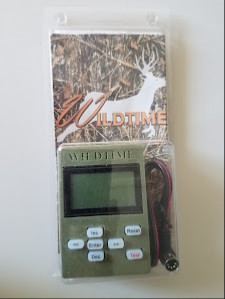 WILDTIME
WILDTIME
Inc
Reset
<<
Enter
>>
Dec
Test